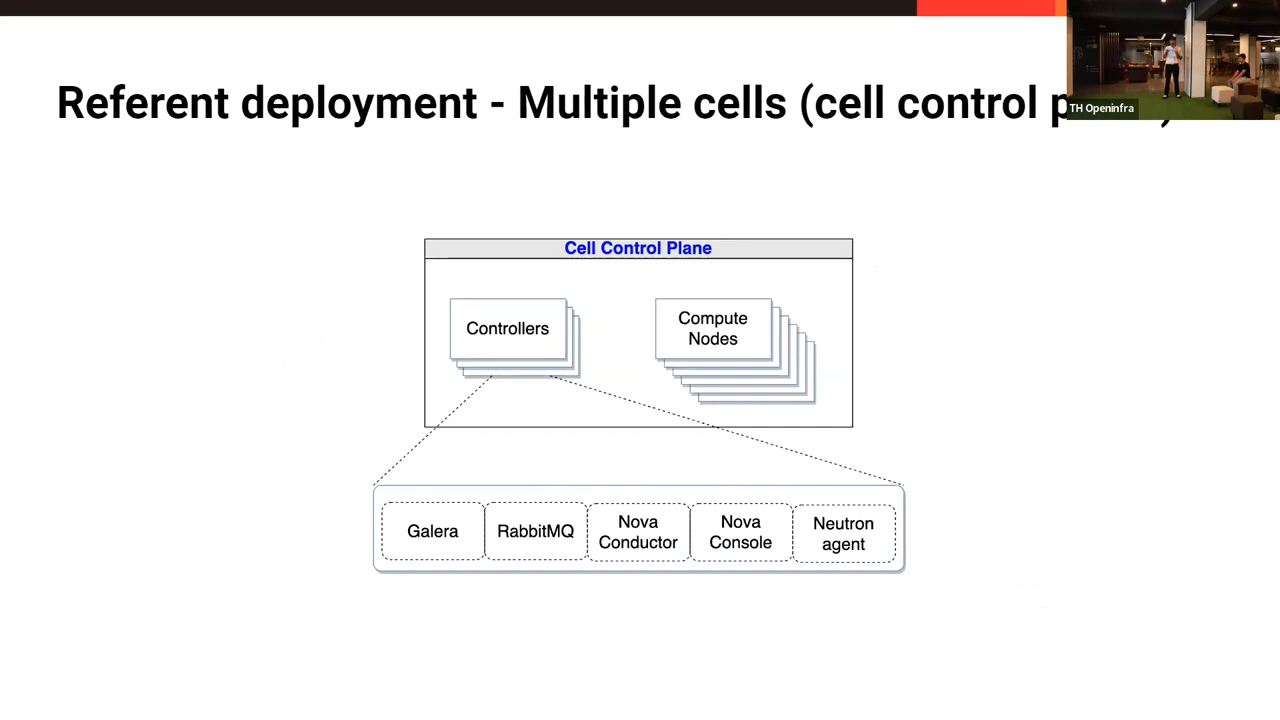 Referent deployment - Multiple cells (cell control
TH Openinfra
Cell Control Plane
Controllers
Compute
Nodes
Galera
RabbitMQ
Nova
Conductor
Nova
Console
Neutron
agent